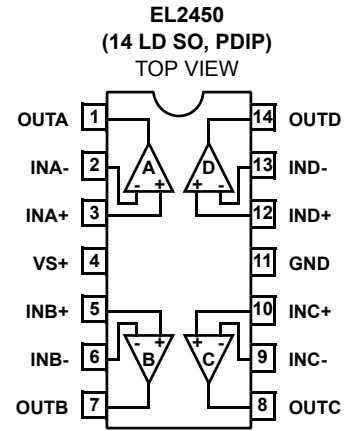 EL2450
(14 LD SO, PDIP)
TOP VIEW
OUTA 1 14 OUTD
INA- 2 A D 13 IND-
- + + -
INA+ 3 12 IND+
VS+ 4 11 GND
INB+ 5 10 INC+
- + + -
INB- 6 B C 9 INC-
OUTB 7 8 OUTC